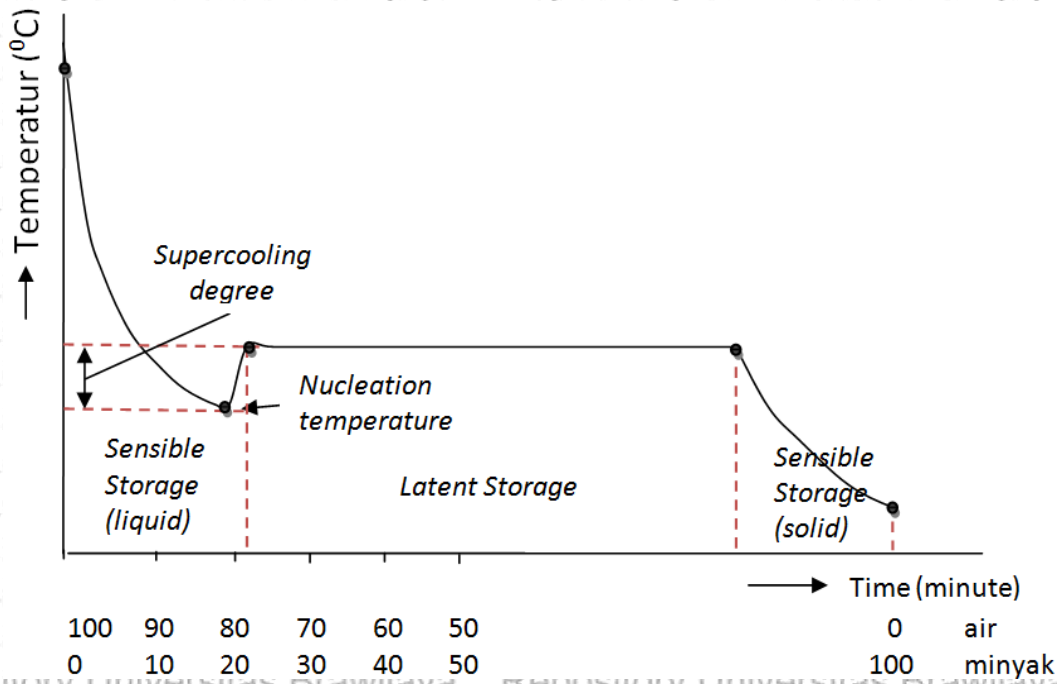 Temperatur (⁰C)
Supercooling
degree
Nucleation
temperature
Sensible
Storage
(liquid)
Latent Storage
Sensible
Storage
(solid)
Time (minute)
100 90 80 70 60 50 0 air
0 10 20 30 40 50 100 minyak